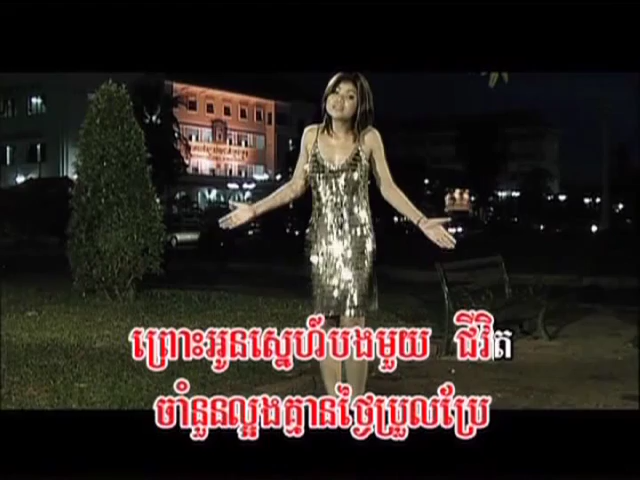 ព្រោះអូនស្នេហ៍បងមួយ ជីវិត
ចាំនួនល្អងគ្មានថ្ងៃប្រួលប្រែ